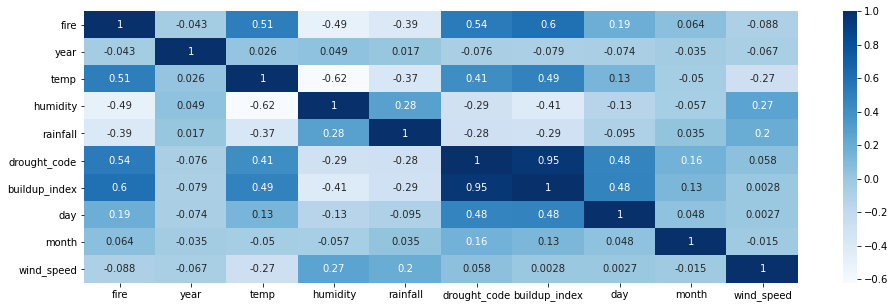 fire 1 -0.043 0.51 -0.49 -0.39 0.54 0.6 0.19 0.064 -0.088
year -0.043 1 0.026 0.049 0.017 -0.076 -0.079 -0.074 -0.035 -0.067
temp 0.51 0.026 1 -0.62 -0.37 0.41 0.49 0.13 -0.05 -0.27
humidity -0.49 0.049 -0.62 1 0.28 -0.29 -0.41 -0.13 -0.057 0.27
rainfall -0.39 0.017 -0.37 0.28 1 -0.28 -0.29 -0.095 0.035 0.2
drought_code 0.54 -0.076 0.41 -0.29 -0.28 1 0.95 0.48 0.16 0.058
buildup_index 0.6 -0.079 0.49 -0.41 -0.29 0.95 1 0.48 0.13 0.0028
day 0.19 -0.074 0.13 -0.13 -0.095 0.48 0.48 1 0.048 0.0027
month 0.064 -0.035 -0.05 -0.057 0.035 0.16 0.13 0.048 1 -0.015
wind_speed -0.088 -0.067 -0.27 0.27 0.2 0.058 0.0028 0.0027 -0.015 1
fire year temp humidity rainfall drought_code buildup_index day month wind_speed
1.0
0.8
0.6
0.4
0.2
0.0
−0.2
−0.4
−0.6